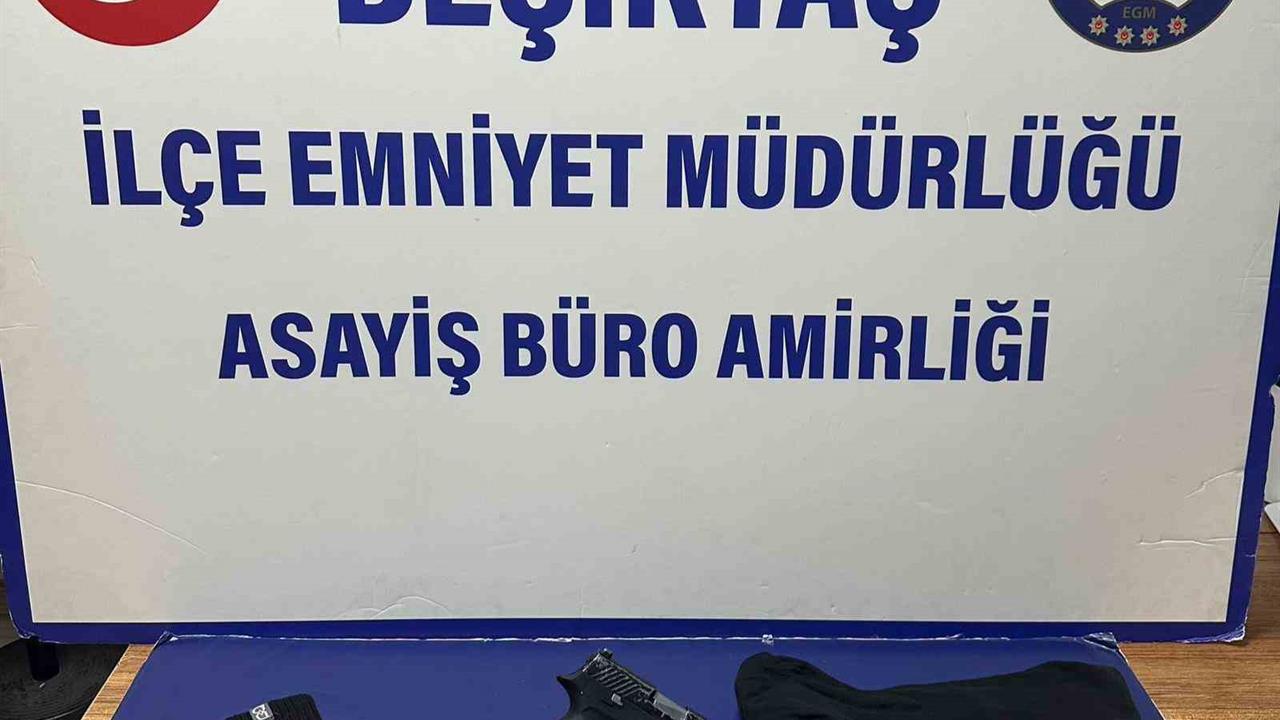 BEŞİKTAŞ
EGM
İLÇE EMNİYET MÜDÜRLÜĞÜ
ASAYİŞ BÜRO AMİRLİĞİ